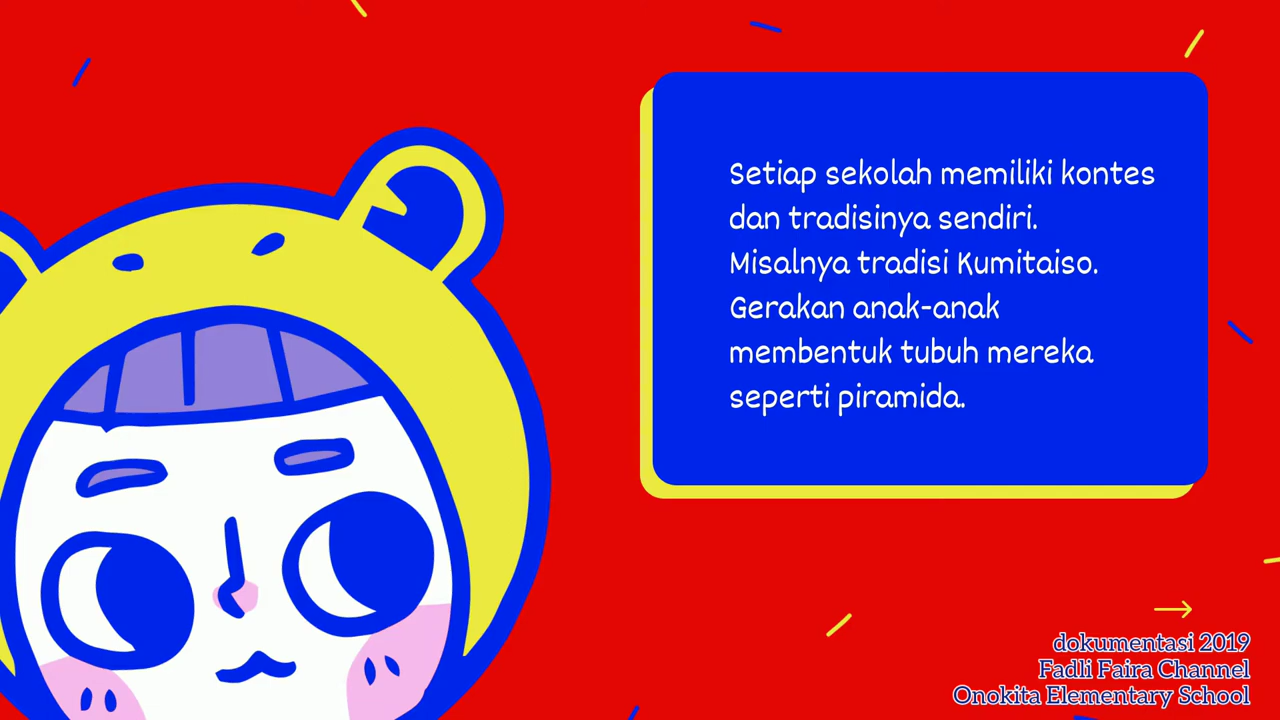 Setiap sekolah memiliki kontes
dan tradisinya sendiri.
Misalnya tradisi Kumitaiso.
Gerakan anak-anak
membentuk tubuh mereka
seperti piramida.
dokumentasi 2019
Fadli Faira Channel
Onokita Elementary School